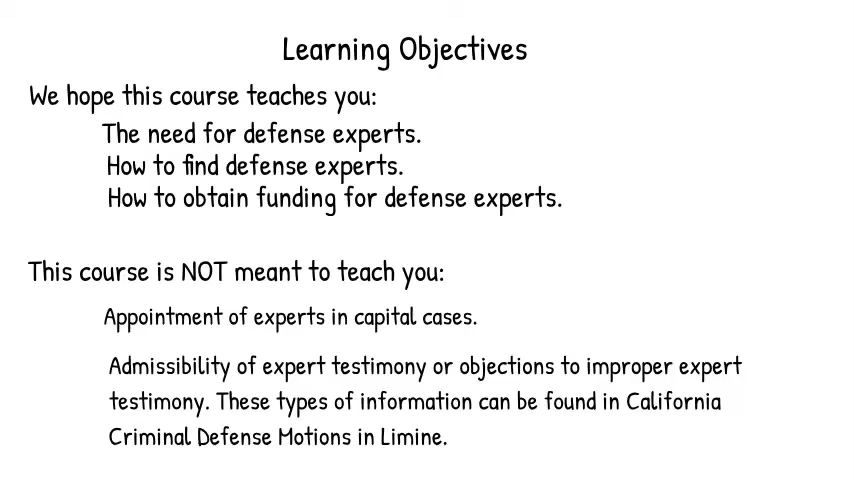 Learning Objectives
We hope this course teaches you:
The need for defense experts.
How to find defense experts.
How to obtain funding for defense experts.
This course is NOT meant to teach you:
Appointment of experts in capital cases.
Admissibility of expert testimony or objections to improper expert
testimony. These types of information can be found in California
Criminal Defense Motions in Limine.